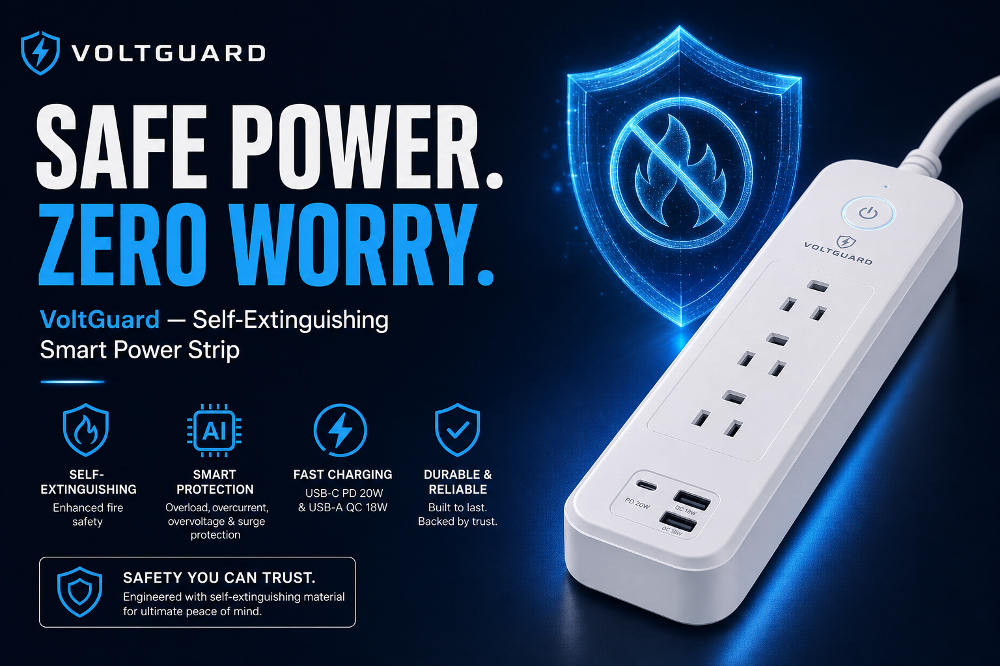 VOLTGUARD
SAFE POWER.
ZERO WORRY.
VoltGuard — Self-Extinguishing
Smart Power Strip
SELF-
EXTINGUISHING
Enhanced fire
safety
AI
SMART
PROTECTION
Overload, overcurrent,
overvoltage & surge
protection
FAST CHARGING
USB-C PD 20W
& USB-A QC 18W
DURABLE &
RELIABLE
Built to last.
Backed by trust.
SAFETY YOU CAN TRUST.
Engineered with self-extinguishing material
for ultimate peace of mind.
VOLTGUARD
PD 20W
QC 18W
QC 18W